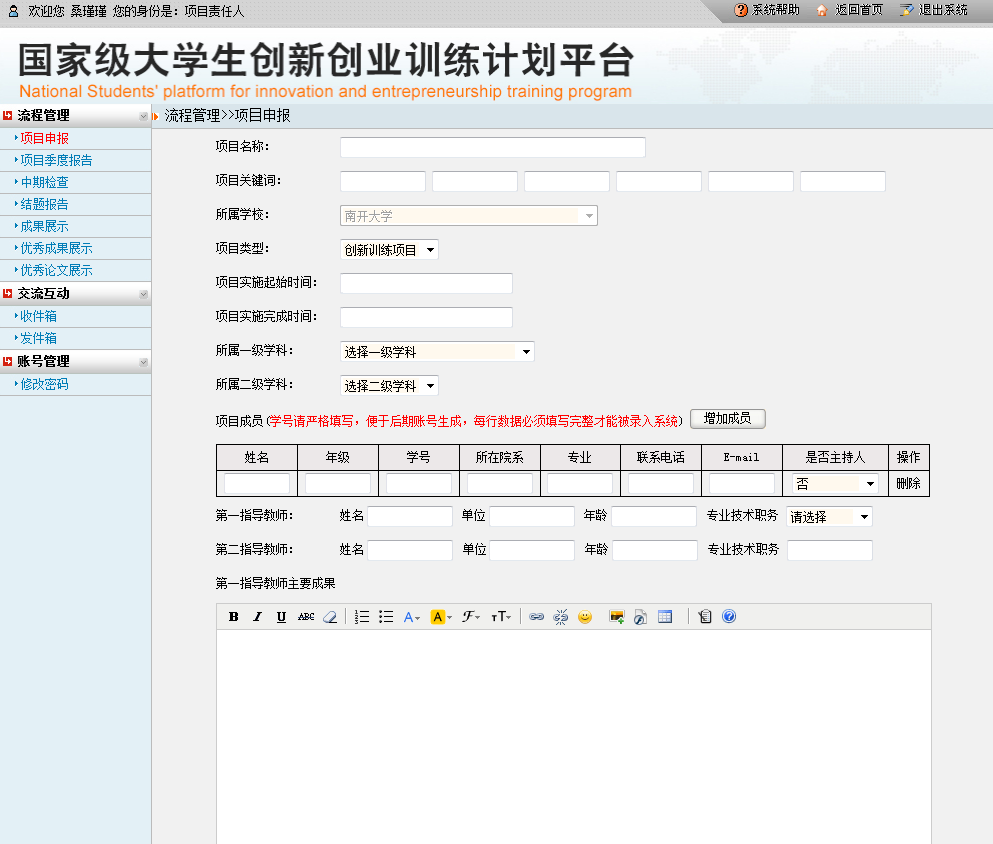 欢迎您 桑瑾瑾 您的身份是：项目责任人 系统帮助 返回首页 退出系统
国家级大学生创新创业训练计划平台
National Students' platform for innovation and entrepreneurship training program
流程管理
项目申报
项目季度报告
中期检查
结题报告
成果展示
优秀成果展示
优秀论文展示
交流互动
收件箱
发件箱
账号管理
修改密码
流程管理>>项目申报
项目名称：
项目关键词：
所属学校： 南开大学
项目类型： 创新训练项目
项目实施起始时间：
项目实施完成时间：
所属一级学科： 选择一级学科
所属二级学科： 选择二级学科
项目成员(学号请严格填写，便于后期账号生成，每行数据必须填写完整才能被录入系统) 增加成员
姓名 年级 学号 所在院系 专业 联系电话 E-mail 是否主持人 操作
否 删除
第一指导教师： 姓名 单位 年龄 专业技术职务 请选择
第二指导教师： 姓名 单位 年龄 专业技术职务
第一指导教师主要成果
B I U ABC A A F TT